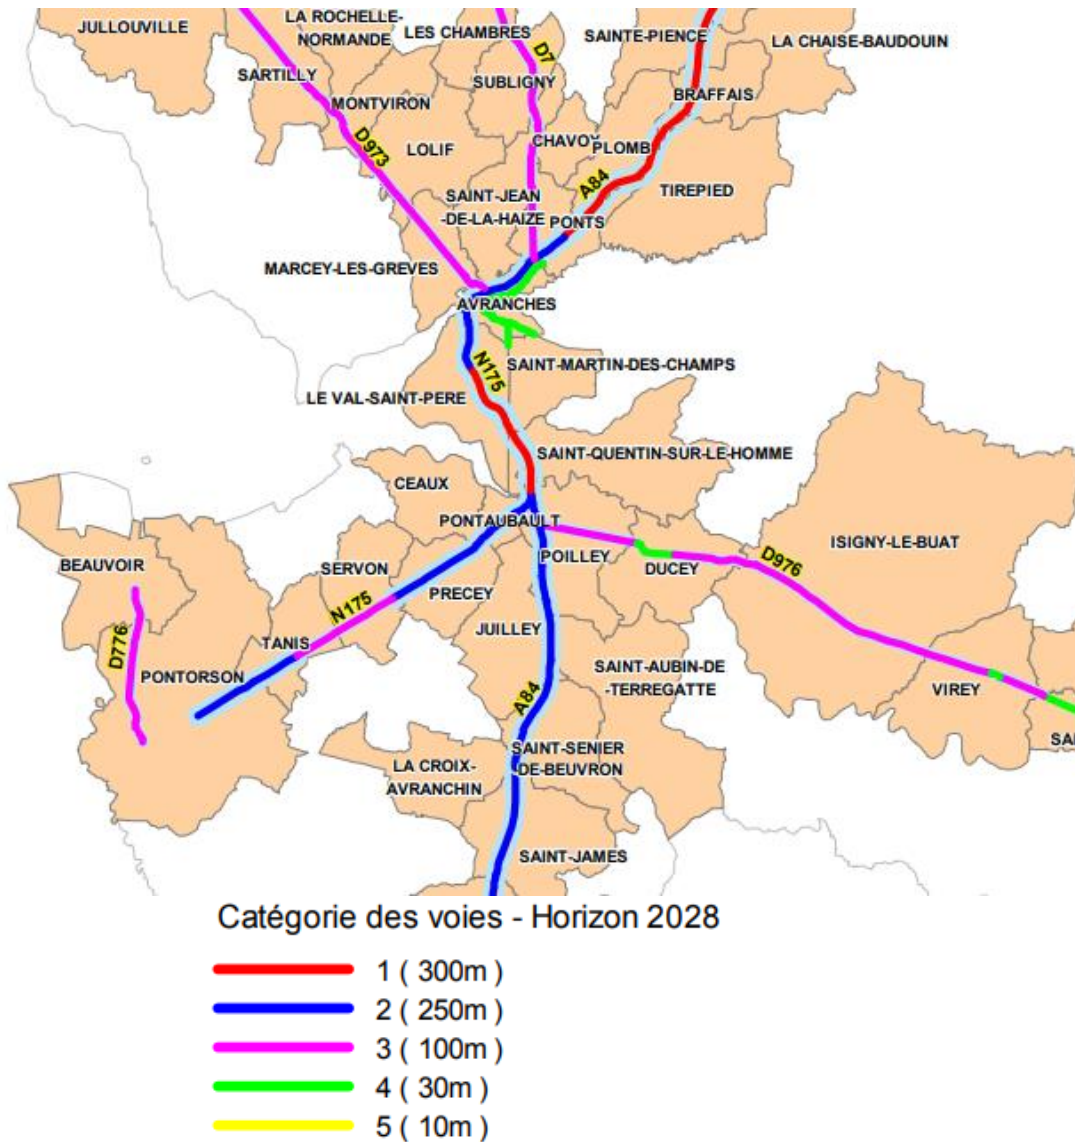 JULLOUVILLE
LA ROCHELLE-
NORMANDE
LES CHAMBRES
SAINTE-PIENCE
LA CHAISE-BAUDOUIN
D7
SARTILLY
SUBLIGNY
MONTVIRON
BRAFFAIS
D973
LOLIF
CHAVOY
PLOMB
A84
TIREPIED
SAINT-JEAN
-DE-LA-HAIZE
PONTS
MARCEY-LES-GREVES
AVRANCHES
N175
SAINT-MARTIN-DES-CHAMPS
LE VAL-SAINT-PERE
SAINT-QUENTIN-SUR-LE-HOMME
CEAUX
PONTAUBAULT
ISIGNY-LE-BUAT
BEAUVOIR
SERVON
POILLEY
DUCEY
D976
PRECEY
N175
D776
TANIS
JUILLEY
PONTORSON
SAINT-AUBIN-DE
-TERREGATTE
VIREY
A84
SAI
SAINT-SENIER
-DE-BEUVRON
LA CROIX-
AVRANCHIN
SAINT-JAMES
Catégorie des voies - Horizon 2028
1 ( 300m )
2 ( 250m )
3 ( 100m )
4 ( 30m )
5 ( 10m )